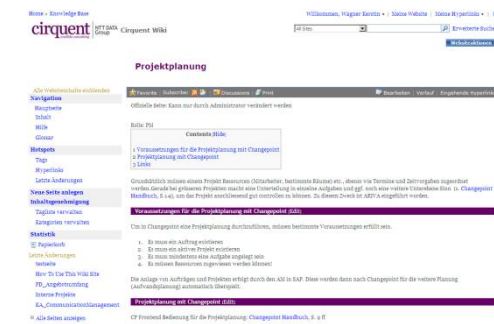 Home > Knowledge Base
Willkommen, Wagner Kerstin | Meine Website | Meine Hyperlinks
cirquent NTT DATA Group Cirquent Wiki
All Sites
Erweiterte Suche
Websiteaktionen
Projektplanung
Alle Websiteinhalte einblenden
Navigation
Hauptseite
Inhalt
Hilfe
Glossar
Hotspots
Tags
Hyperlinks
Letzte Änderungen
Neue Seite anlegen
Inhaltsgenehmigung
Tagliste verwalten
Kategorien verwalten
Statistik
Papierkorb
Letzte Änderungen
testseite
How To Use This Wiki Site
PD_Angebotsumfang
Interne Projekte
KA_CommunicationManagement
Alle Seiten anzeigen
Favorite Subscribe Discussions Print
Bearbeiten Verlauf Eingehende Hyperlinks
Offizielle Seite: Kann nur durch Administrator verändert werden
Rolle: PM
Contents [Hide]
1 Voraussetzungen für die Projektplanung mit Changepoint
2 Projektplanung mit Changepoint
3 Links
Grundsätzlich müssen einem Projekt Ressourcen (Mitarbeiter, bestimmte Räume) etc., ebenso wie Termine und Zeitvorgaben zugeordnet
werden. Gerade bei grösseren Projekten macht eine Unterteilung in einzelne Aufgaben und ggf. noch eine weitere Unterebene Sinn (s. Changepoint
Handbuch, S.14), um das Projekt anschliessend gut controllen zu können. Zu diesem Zweck ist ARIVA eingeführt worden.
Voraussetzungen für die Projektplanung mit Changepoint (Edit)
Um in Changepoint eine Projektplanung durchzuführen, müssen bestimmte Voraussetzungen erfüllt sein.
1. Es muss ein Auftrag existieren
2. Es muss ein aktives Projekt existieren
3. Es muss mindestens eine Aufgabe angelegt sein
4. Es müssen Ressourcen zugewiesen werden können!
Die Anlage von Aufträgen und Projekten erfolgt durch den ASI in SAP. Diese werden dann nach Changepoint für die weitere Planung
(Aufwandsplanung) automatisch überspielt.
Projektplanung mit Changepoint (Edit)
CP Frontend Bedienung für die Projektplanung: Changepoint Handbuch, S. 9 ff